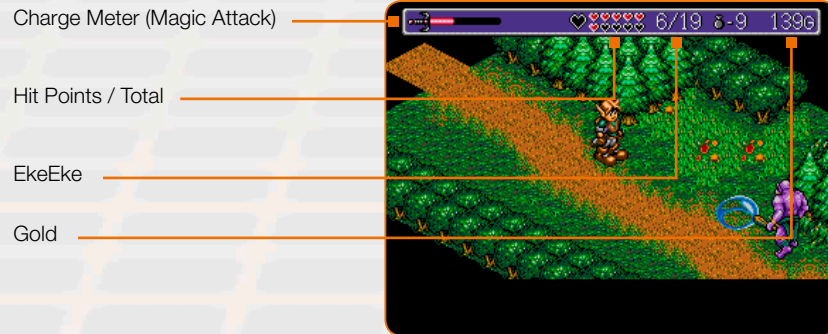 Charge Meter (Magic Attack)
6/19 -9 139G
Hit Points / Total
EkeEke
Gold